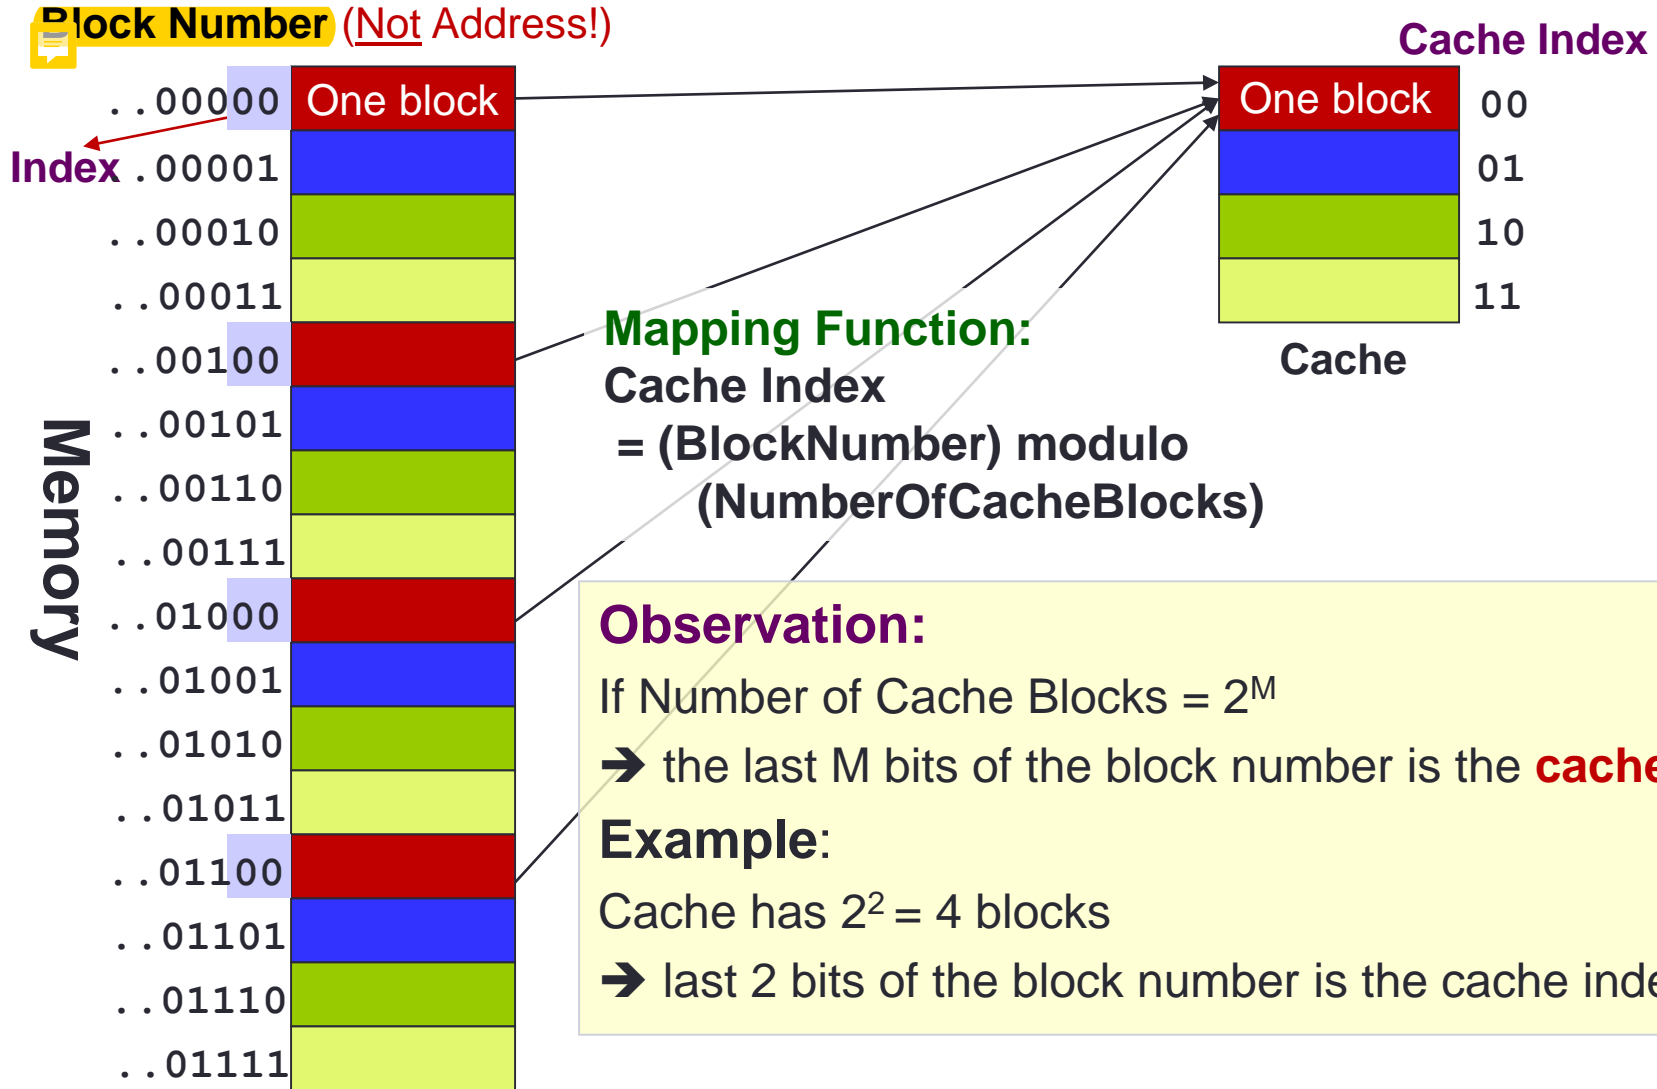 Block Number (Not Address!)
Cache Index
..00000 One block
One block 00
Index ..00001
01
..00010
10
..00011
11
..00100
Cache
..00101
..00110
..00111
..01000
..01001
..01010
..01011
..01100
..01101
..01110
..01111
Memory
Mapping Function:
Cache Index
= (BlockNumber) modulo
(NumberOfCacheBlocks)
Observation:
If Number of Cache Blocks = 2^M
➔ the last M bits of the block number is the cache
Example:
Cache has 2^2 = 4 blocks
➔ last 2 bits of the block number is the cache inde